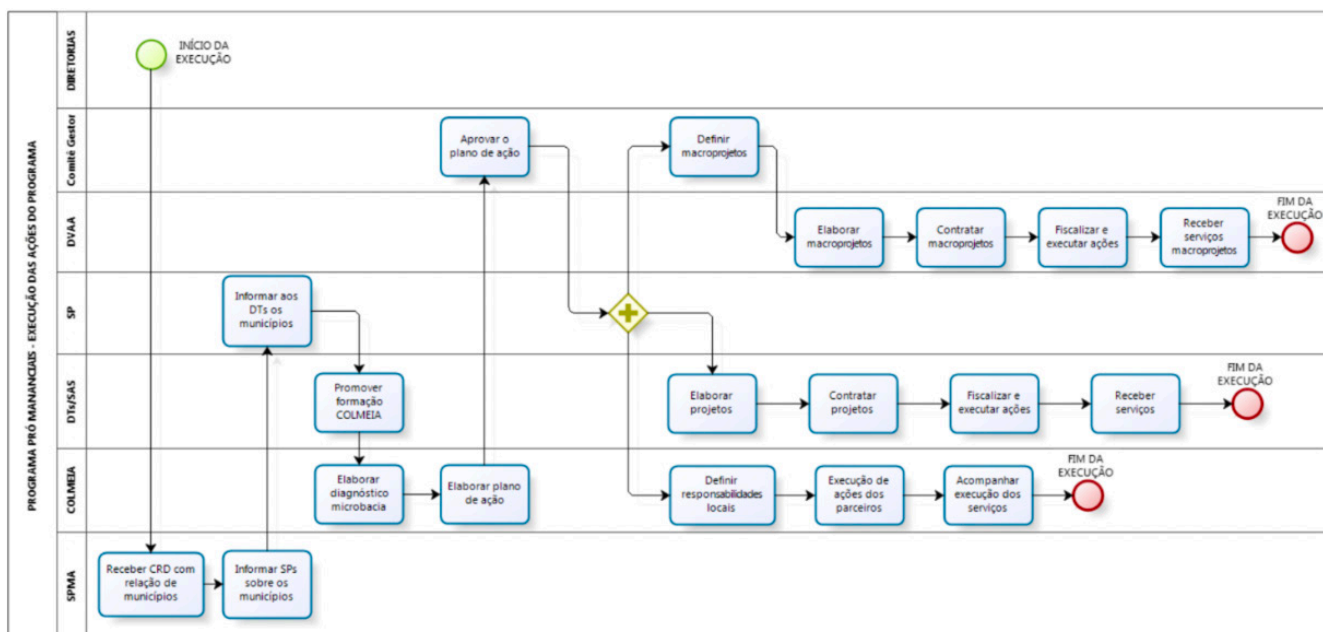 PROGRAMA PRÓ MANANCIAIS - EXECUÇÃO DAS AÇÕES DO PROGRAMA
DIRETORIAS
INÍCIO DA
EXECUÇÃO
Comitê Gestor
Aprovar o
plano de ação
Definir
macroprojetos
DVAA
Elaborar
macroprojetos
Contratar
macroprojetos
Fiscalizar e
executar ações
Receber
serviços
macroprojetos
FIM DA
EXECUÇÃO
SP
Informar aos
DTs os
municípios
DTs/SAS
Promover
formação
COLMEIA
Elaborar
projetos
Contratar
projetos
Fiscalizar e
executar ações
Receber
serviços
FIM DA
EXECUÇÃO
COLMEIA
Elaborar
diagnóstico
microbacia
Elaborar plano
de ação
Definir
responsabilidades
locais
Execução de
ações dos
parceiros
Acompanhar
execução dos
serviços
FIM DA
EXECUÇÃO
SPMA
Receber CRD com
relação de
municípios
Informar SPs
sobre os
municípios